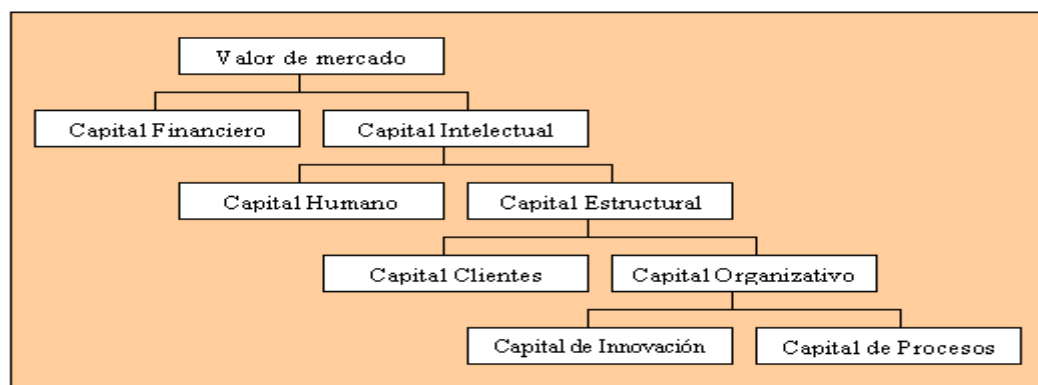 Valor de mercado
Capital Financiero
Capital Intelectual
Capital Humano
Capital Estructural
Capital Clientes
Capital Organizativo
Capital de Innovación
Capital de Procesos